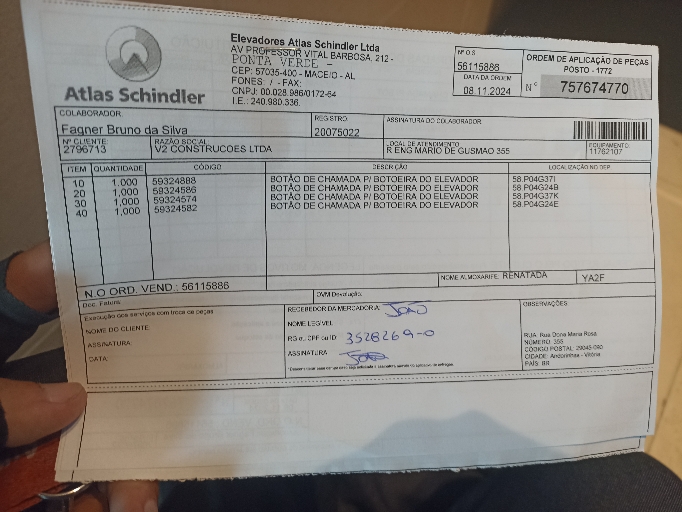 Atlas Schindler
Elevadores Atlas Schindler Ltda
AV PROFESSOR VITAL BARBOSA, 212 -
PONTA VERDE -
CEP: 57035-400 - MACEIO - AL
FONES: / - FAX:
CNPJ: 00.028.986/0172-64
I.E.: 240.980.336.
Nº O.S.
56115886
DATA DA ORDEM
08.11.2024
ORDEM DE APLICAÇÃO DE PEÇAS
POSTO - 1772
N° 757674770
COLABORADOR:
Fagner Bruno da Silva
REGISTRO:
20075022
ASSINATURA DO COLABORADOR:
Nº CLIENTE:
2796713
RAZÃO SOCIAL:
V2 CONSTRUCOES LTDA
LOCAL DE ATENDIMENTO:
R ENG MARIO DE GUSMAO 355
EQUIPAMENTO:
11762107
ITEM QUANTIDADE CÓDIGO DESCRIÇÃO LOCALIZAÇÃO NO DEP.
10 1,000 59324888 BOTÃO DE CHAMADA P/ BOTOEIRA DO ELEVADOR 58.P04G37I
20 1,000 59324586 BOTÃO DE CHAMADA P/ BOTOEIRA DO ELEVADOR 58.P04G24B
30 1,000 59324574 BOTÃO DE CHAMADA P/ BOTOEIRA DO ELEVADOR 58.P04G37K
40 1,000 59324582 BOTÃO DE CHAMADA P/ BOTOEIRA DO ELEVADOR 58.P04G24E
N.O ORD. VEND.: 56115886
NOME ALMOXARIFE: RENATADA
YA2F
Doc. Fatura:
OVM Devolução:
Execução dos serviços com troca de peças
NOME DO CLIENTE:
ASSINATURA:
DATA:
RECEBEDOR DA MERCADORIA: JOÃO
NOME LEGÍVEL
RG ou CPF ou ID: 3528269-0
ASSINATURA João
OBSERVAÇÕES:
RUA: Rua Dona Maria Rosa
NÚMERO: 355
CÓDIGO POSTAL: 29045-090
CIDADE: Andorinhas - Vitória
PAÍS: BR